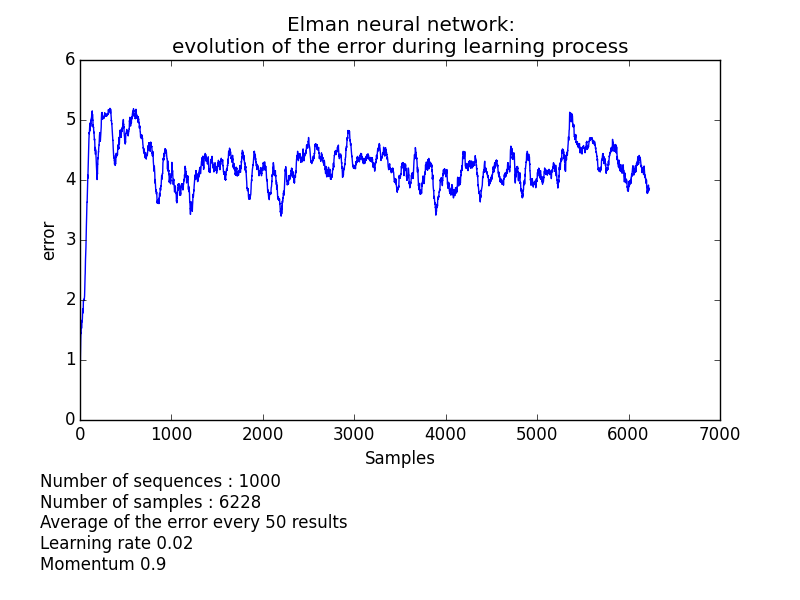 Elman neural network:
evolution of the error during learning process
6
5
4
3
2
1
0
error
0 1000 2000 3000 4000 5000 6000 7000
Samples
Number of sequences : 1000
Number of samples : 6228
Average of the error every 50 results
Learning rate 0.02
Momentum 0.9